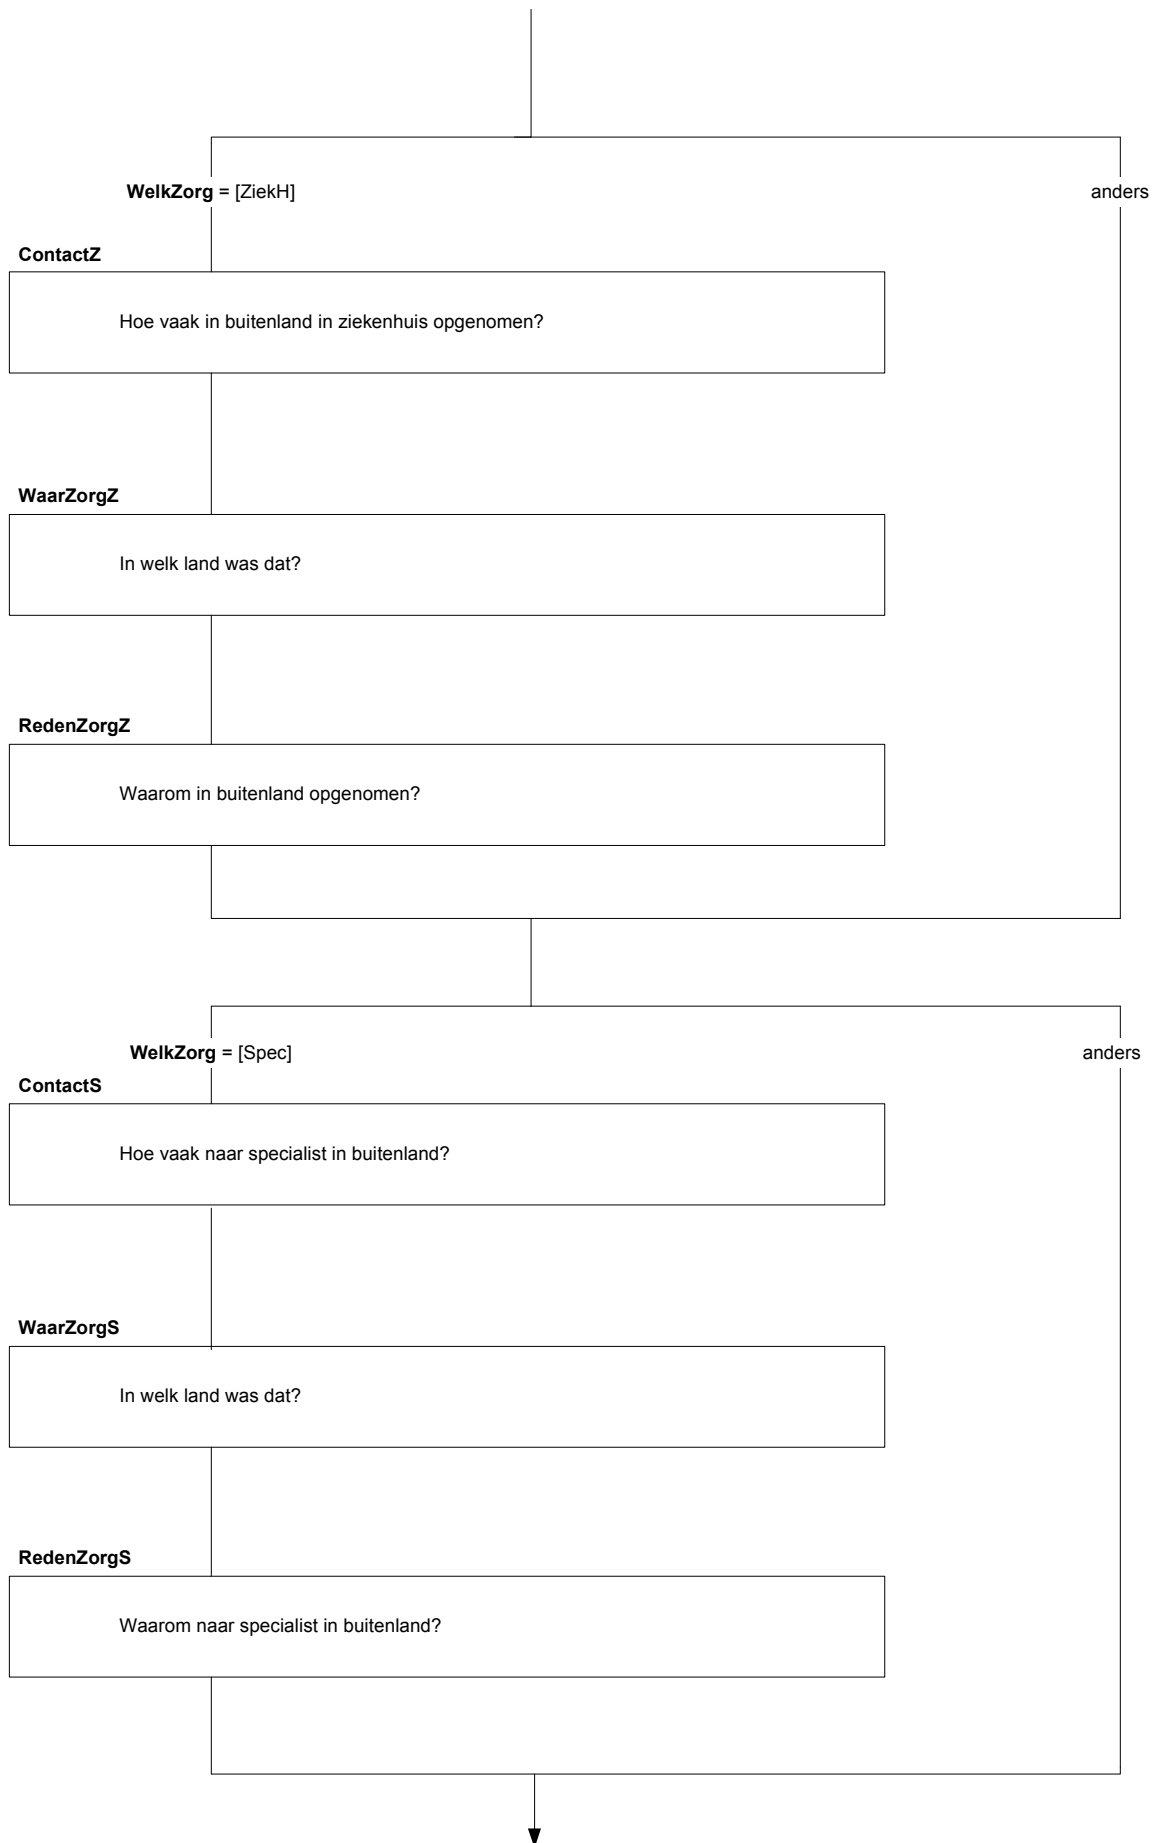 WelkZorg = [ZiekH]
anders
ContactZ
Hoe vaak in buitenland in ziekenhuis opgenomen?
WaarZorgZ
In welk land was dat?
RedenZorgZ
Waarom in buitenland opgenomen?
WelkZorg = [Spec]
anders
ContactS
Hoe vaak naar specialist in buitenland?
WaarZorgS
In welk land was dat?
RedenZorgS
Waarom naar specialist in buitenland?